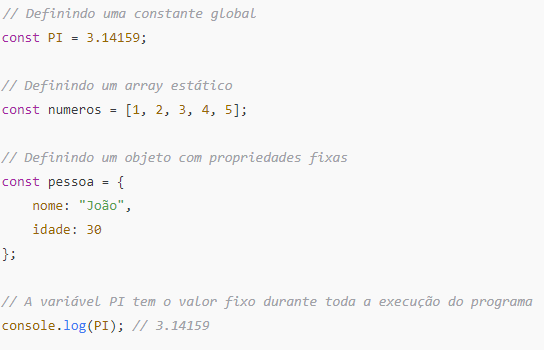 // Definindo uma constante global
const PI = 3.14159;
// Definindo um array estático
const numeros = [1, 2, 3, 4, 5];
// Definindo um objeto com propriedades fixas
const pessoa = {
    nome: "João",
    idade: 30
};
// A variável PI tem o valor fixo durante toda a execução do programa
console.log(PI); // 3.14159